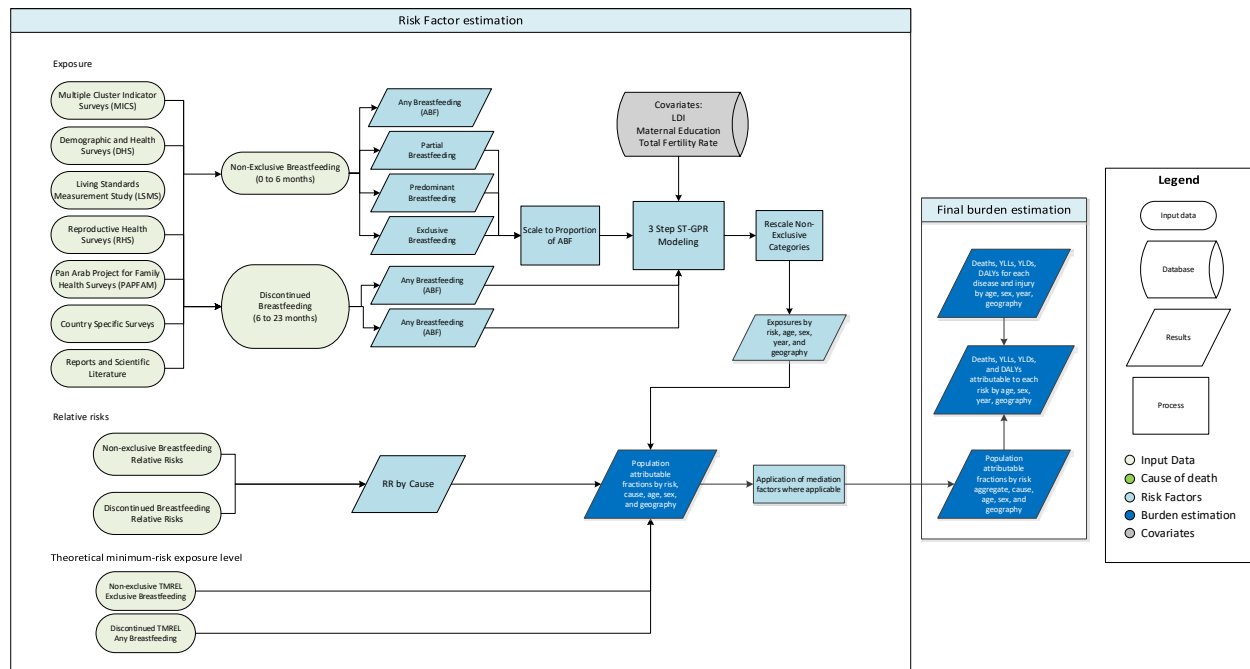 Risk Factor estimation
Exposure
Multiple Cluster Indicator
Surveys (MICS)
Demographic and Health
Surveys (DHS)
Living Standards
Measurement Study (LSMS)
Reproductive Health
Surveys (RHS)
Pan Arab Project for Family
Health Surveys (PAPFAM)
Country Specific Surveys
Reports and Scientific
Literature
Non-Exclusive Breastfeeding
(0 to 6 months)
Discontinued
Breastfeeding
(6 to 23 months)
Any Breastfeeding
(ABF)
Partial
Breastfeeding
Predominant
Breastfeeding
Exclusive
Breastfeeding
Any Breastfeeding
(ABF)
Any Breastfeeding
(ABF)
Scale to Proportion
of ABF
Covariates:
LDI
Maternal Education
Total Fertility Rate
3 Step ST-GPR
Modeling
Rescale Non-
Exclusive
Categories
Exposures by
risk, age, sex,
year, and
geography
Relative risks
Non-exclusive Breastfeeding
Relative Risks
Discontinued Breastfeeding
Relative Risks
RR by Cause
Population
attributable
fractions by risk,
cause, age, sex,
and geography
Application of mediation
factors where applicable
Theoretical minimum-risk exposure level
Non-exclusive TMREL
Exclusive Breastfeeding
Discontinued TMREL
Any Breastfeeding
Final burden estimation
Deaths, YLLs, YLDs,
DALYs for each
disease and injury
by age, sex, year,
geography
Deaths, YLLs, YLDs,
and DALYs
attributable to each
risk by age, sex,
year, geography
Population
attributable
fractions by risk
aggregate, cause,
age, sex, and
geography
Legend
Input data
Database
Results
Process
Input Data
Cause of death
Risk Factors
Burden estimation
Covariates